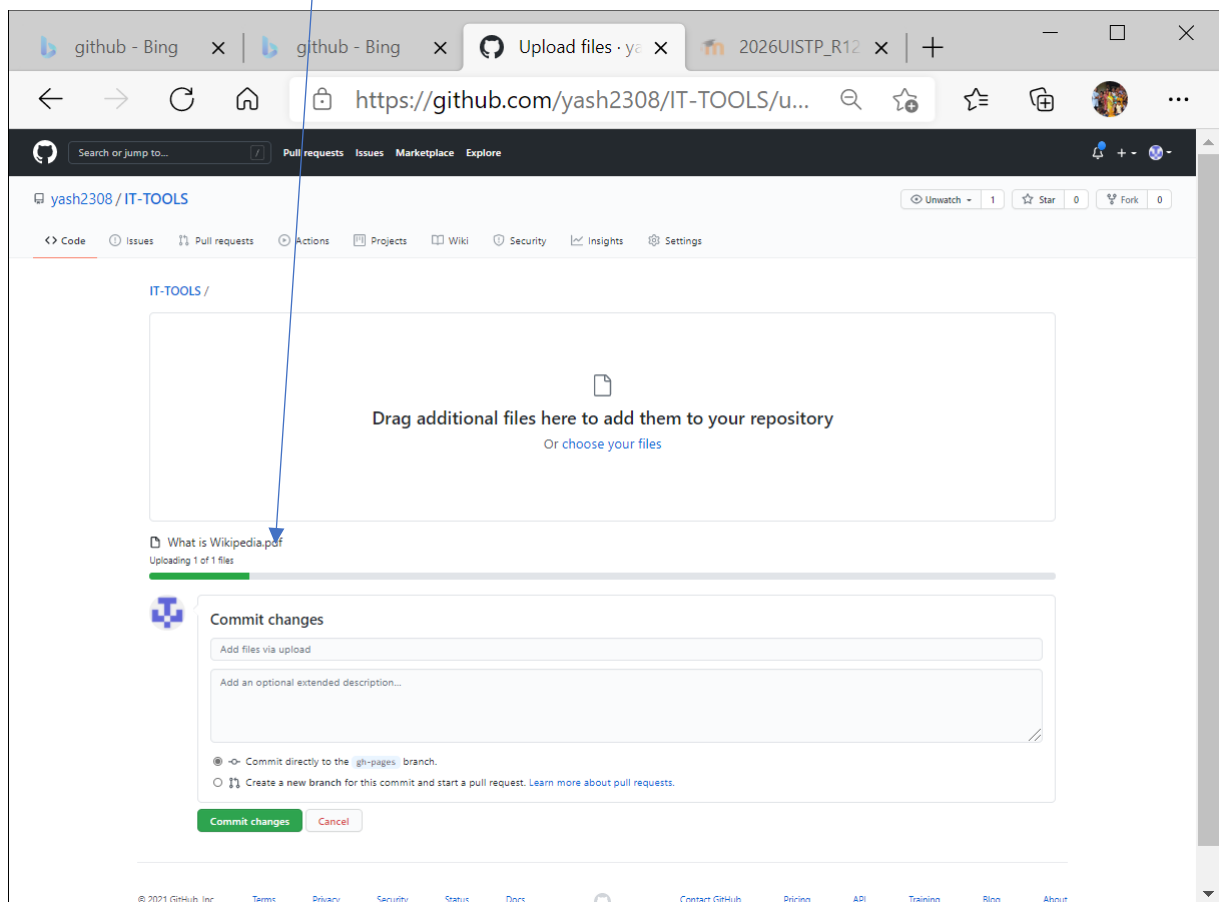 github - Bing
github - Bing
Upload files · ya
2026UISTP_R12
https://github.com/yash2308/IT-TOOLS/u...
Search or jump to... /
Pull requests Issues Marketplace Explore
yash2308 / IT-TOOLS
Unwatch 1 Star 0 Fork 0
<> Code Issues Pull requests Actions Projects Wiki Security Insights Settings
IT-TOOLS /
Drag additional files here to add them to your repository
Or choose your files
What is Wikipedia.pdf
Uploading 1 of 1 files
Commit changes
Add files via upload
Add an optional extended description...
Commit directly to the gh-pages branch.
Create a new branch for this commit and start a pull request. Learn more about pull requests.
Commit changes Cancel
© 2021 GitHub, Inc. Terms Privacy Security Status Docs Contact GitHub Pricing API Training Blog About